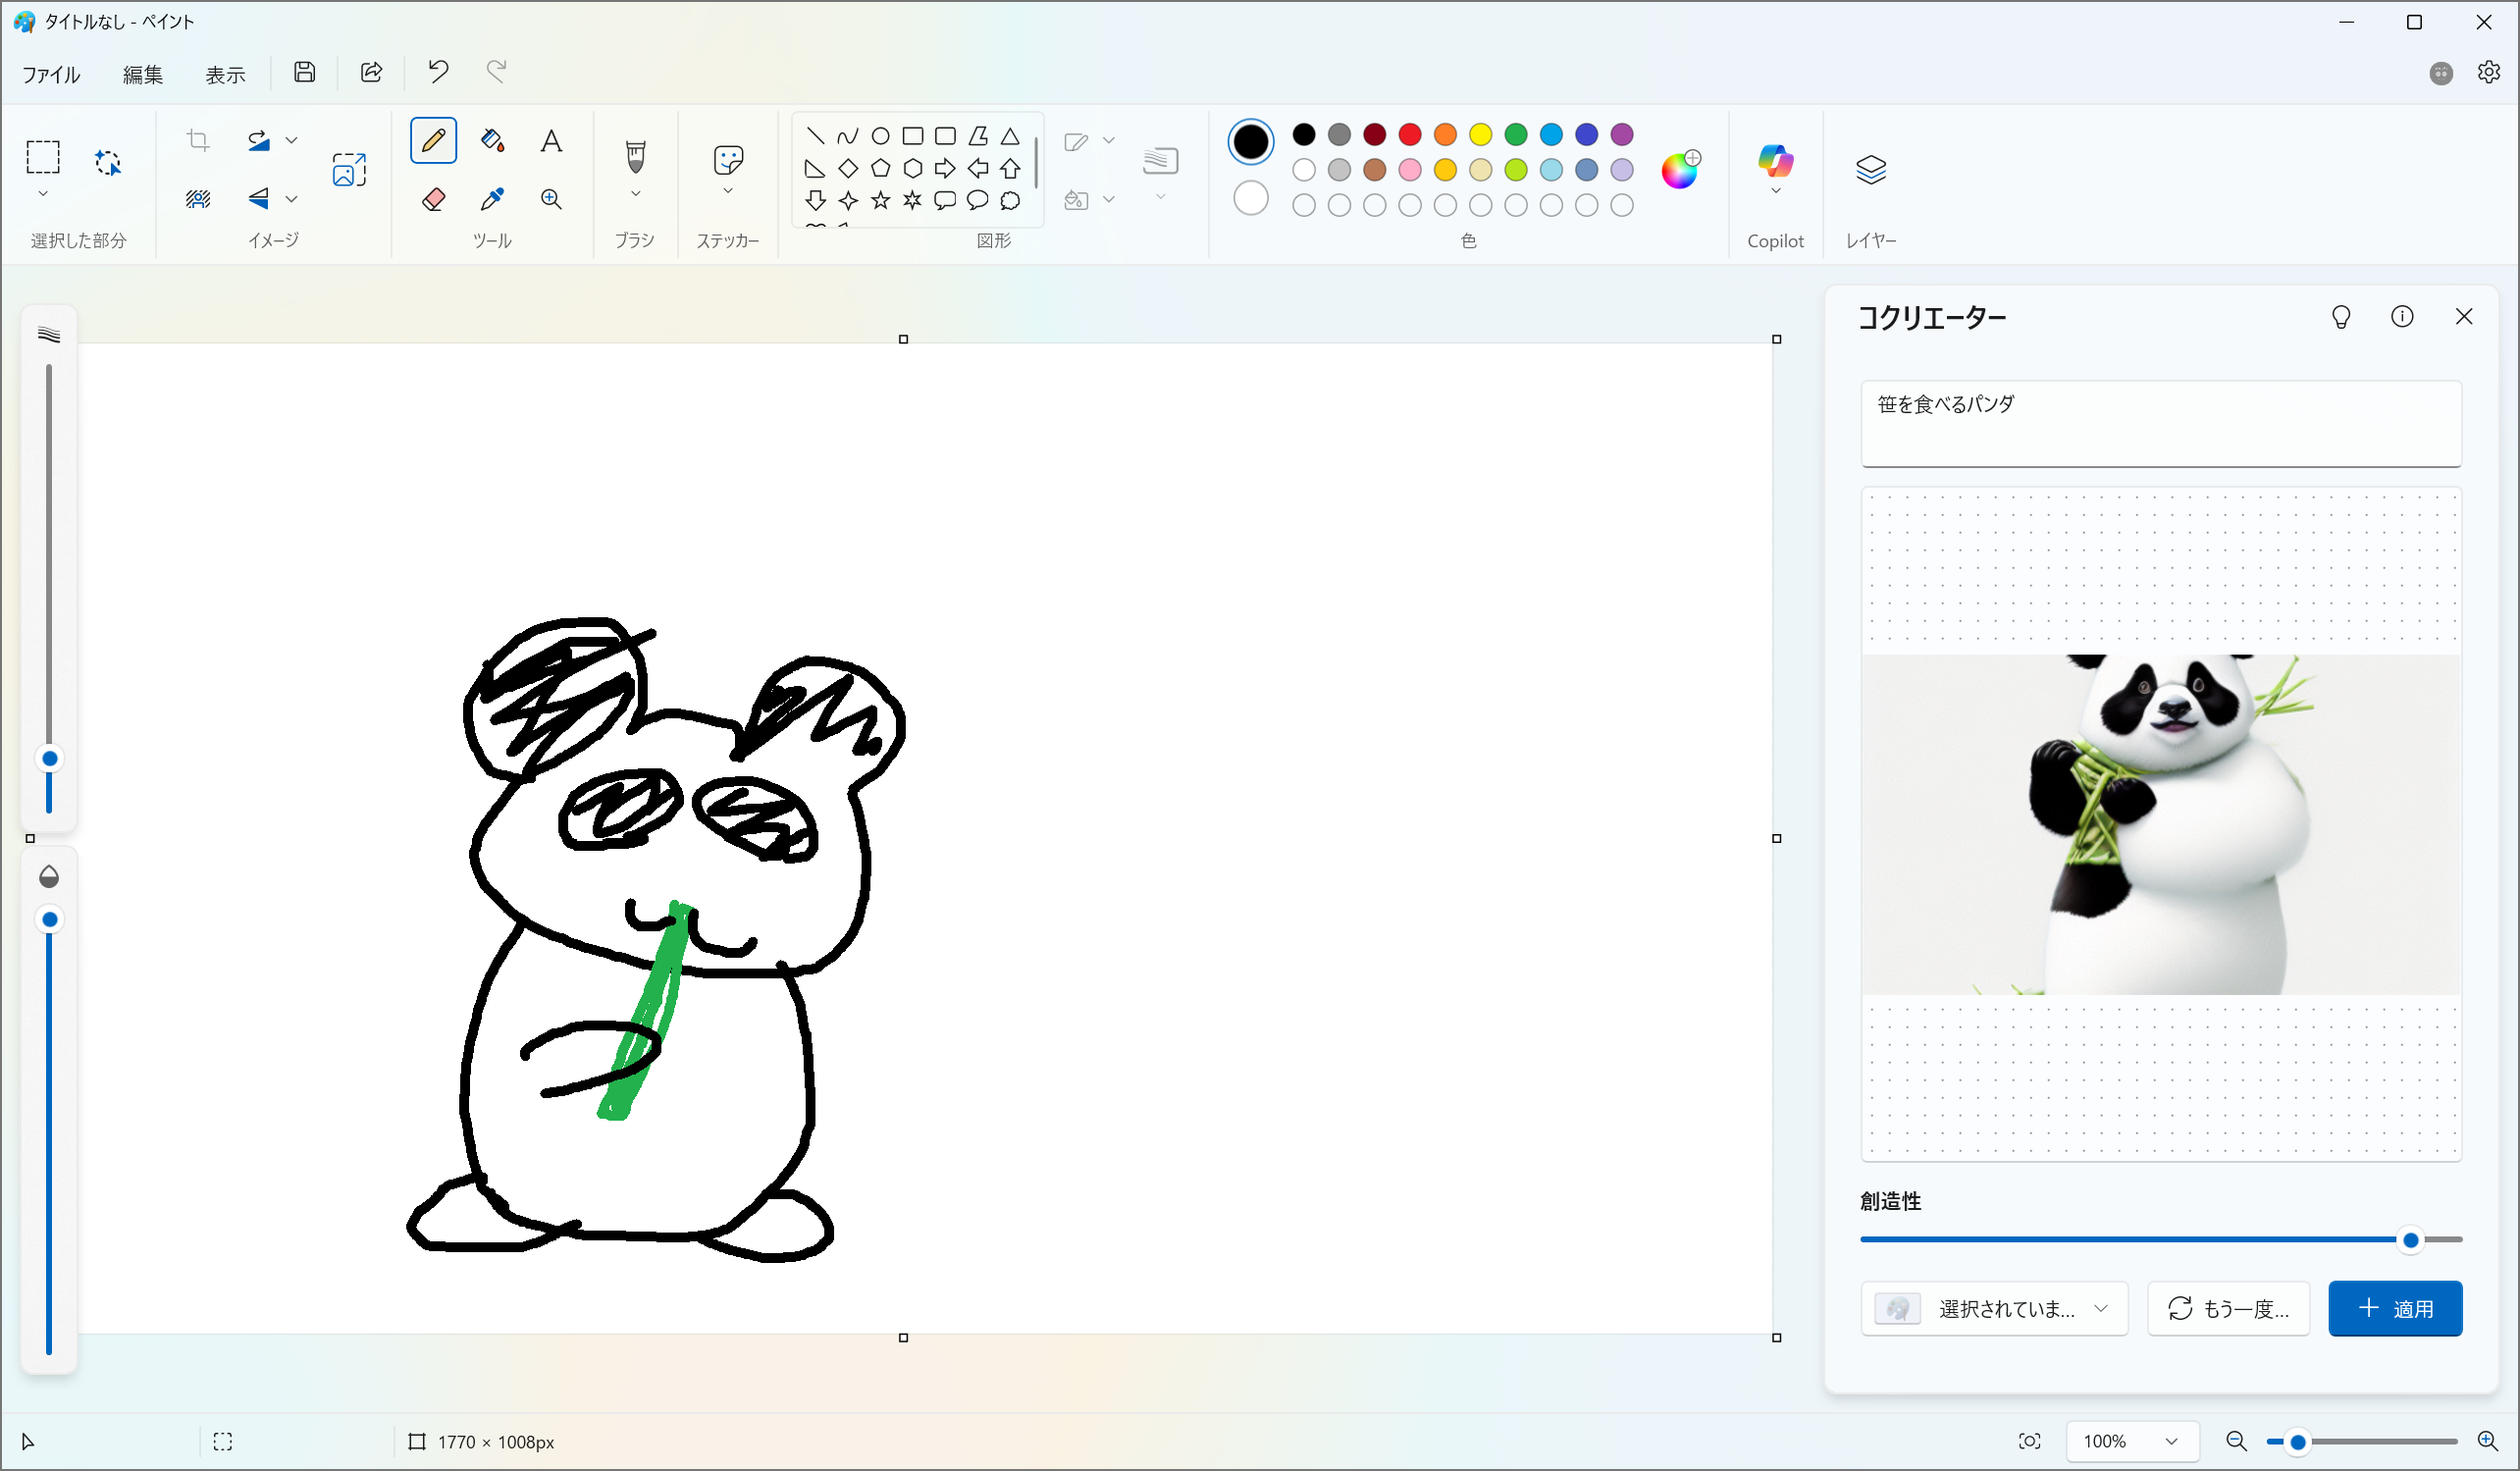 タイトルなし - ペイント
ファイル 編集 表示
選択した部分 イメージ ツール ブラシ ステッカー 図形 色 Copilot レイヤー
コクリエーター
笹を食べるパンダ
創造性
選択されていま... もう一度... 適用
1770 × 1008px 100%